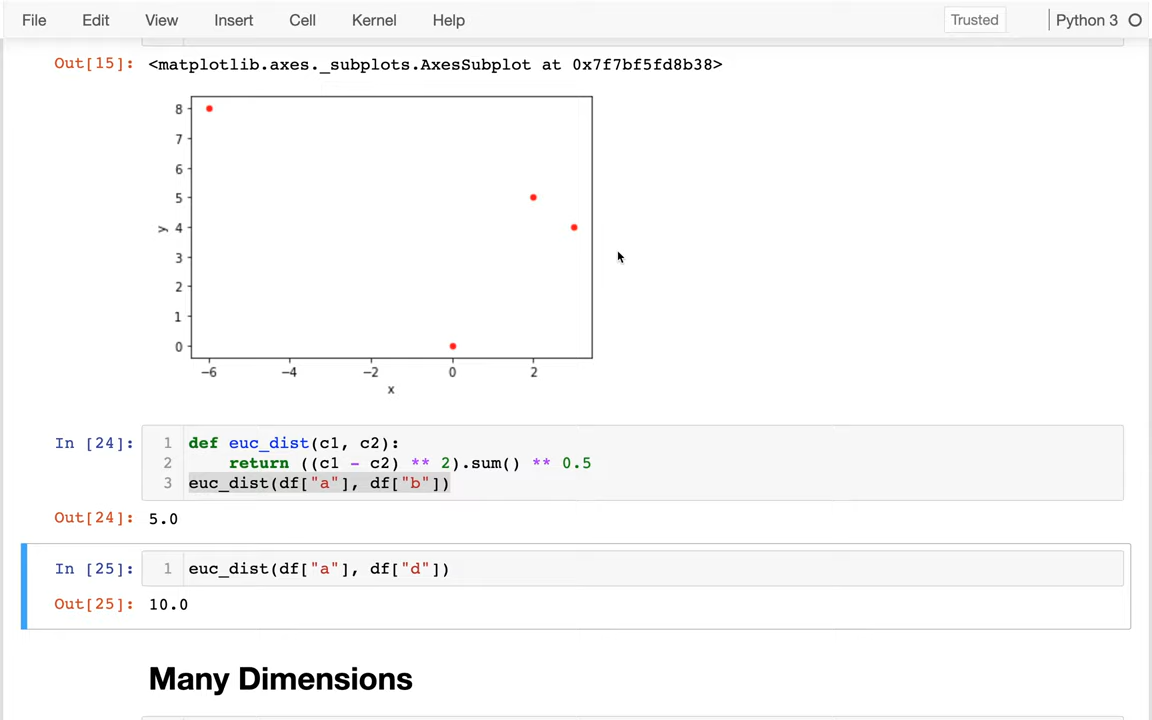 File Edit View Insert Cell Kernel Help Trusted Python 3
Out[15]: <matplotlib.axes._subplots.AxesSubplot at 0x7f7bf5fd8b38>
8
7
6
5
4
3
2
1
0
y
−6 −4 −2 0 2
x
In [24]: 1 def euc_dist(c1, c2):
2 return ((c1 - c2) ** 2).sum() ** 0.5
3 euc_dist(df["a"], df["b"])
Out[24]: 5.0
In [25]: 1 euc_dist(df["a"], df["d"])
Out[25]: 10.0
Many Dimensions